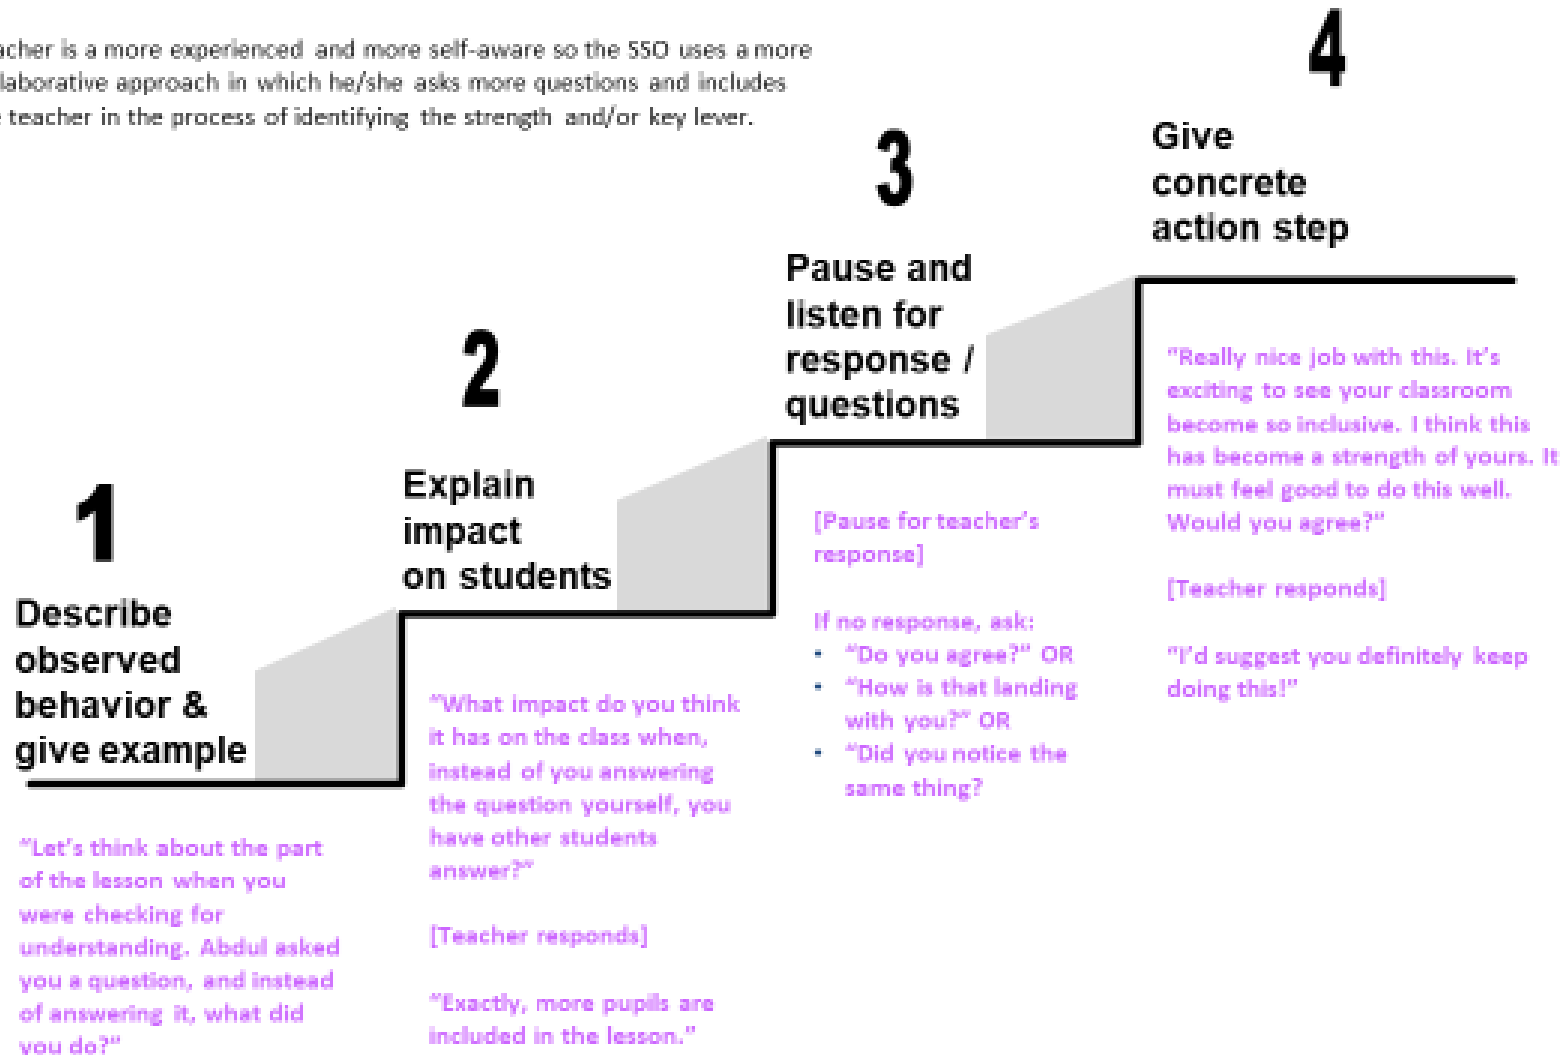 acher is a more experienced and more self-aware so the SSO uses a more
laborative approach in which he/she asks more questions and includes
e teacher in the process of identifying the strength and/or key lever.
1
Describe
observed
behavior &
give example
"Let's think about the part
of the lesson when you
were checking for
understanding. Abdul asked
you a question, and instead
of answering it, what did
you do?"
2
Explain
impact
on students
"What impact do you think
it has on the class when,
instead of you answering
the question yourself, you
have other students
answer?"
[Teacher responds]
"Exactly, more pupils are
included in the lesson."
3
Pause and
listen for
response /
questions
[Pause for teacher's
response]
If no response, ask:
• "Do you agree?" OR
• "How is that landing
with you?" OR
• "Did you notice the
same thing?
4
Give
concrete
action step
"Really nice job with this. It's
exciting to see your classroom
become so inclusive. I think this
has become a strength of yours. It
must feel good to do this well.
Would you agree?"
[Teacher responds]
"I'd suggest you definitely keep
doing this!"